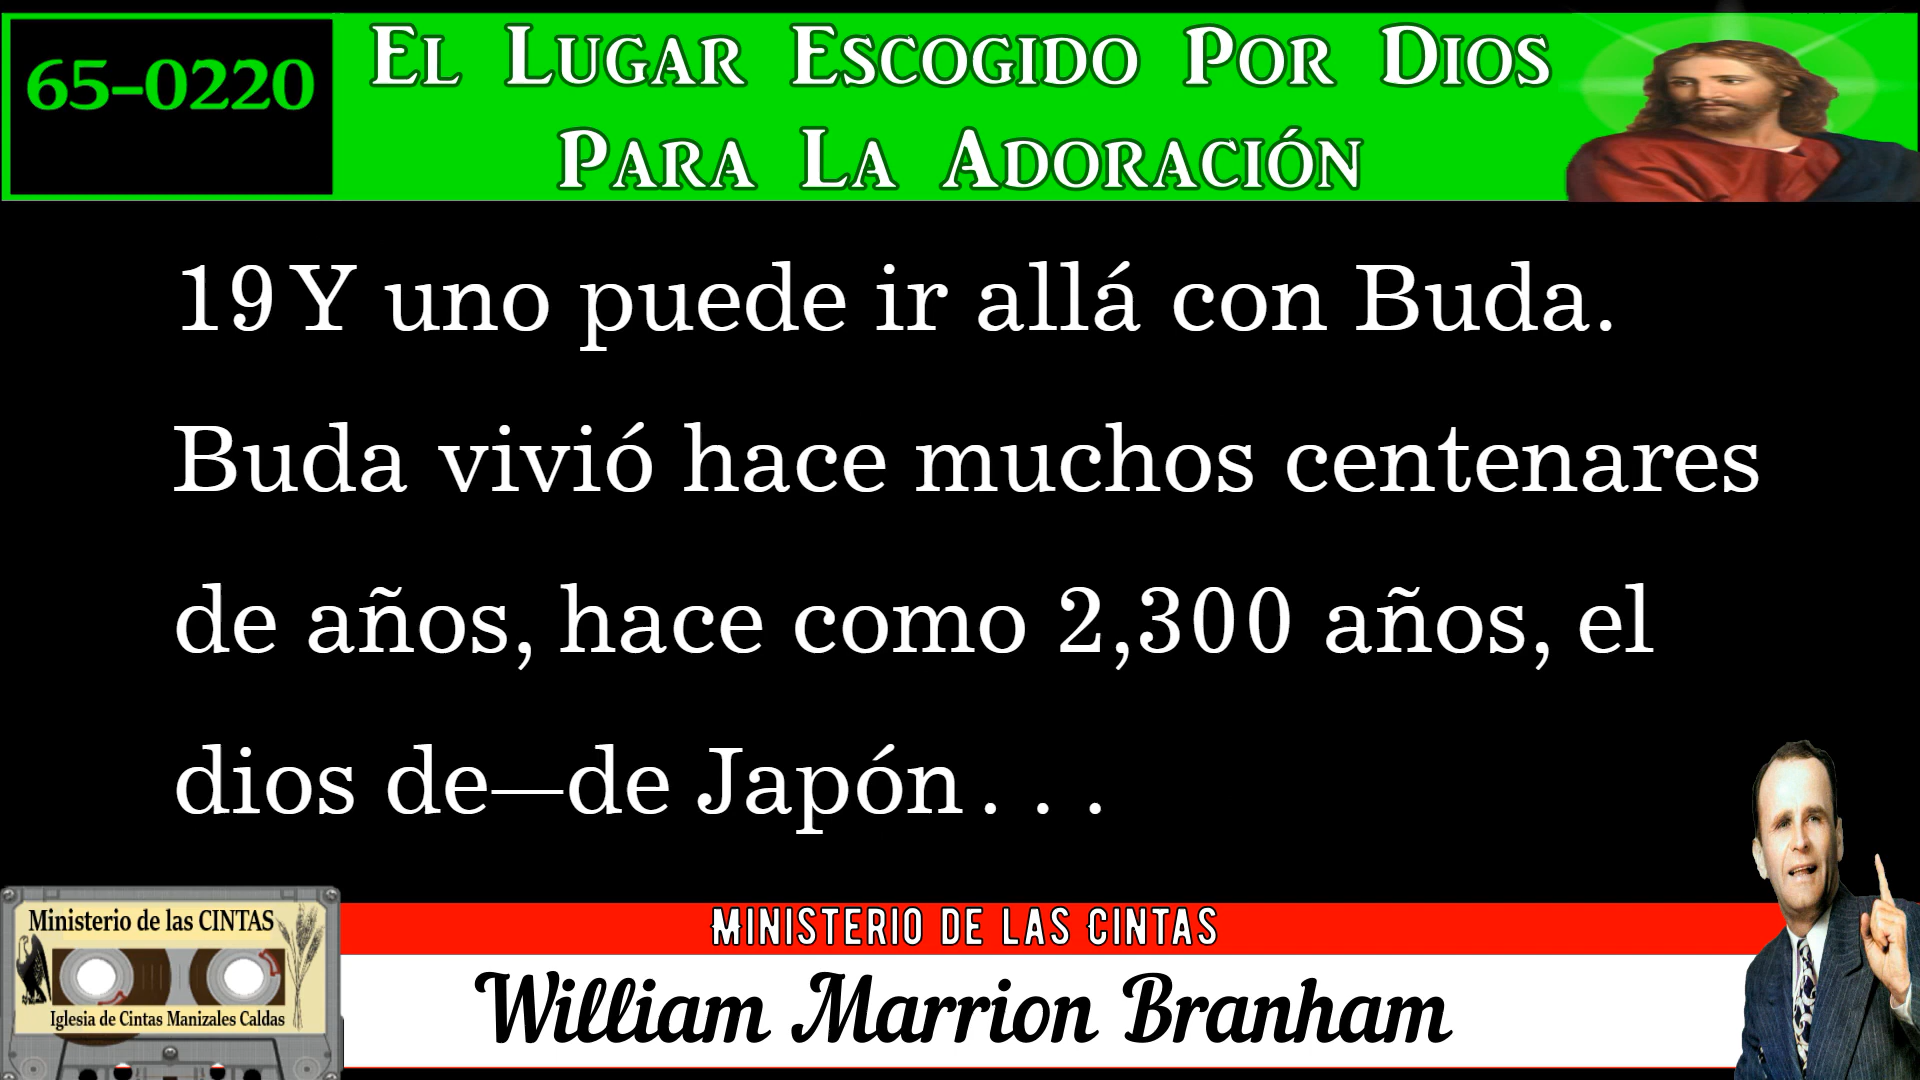 65-0220
El Lugar Escogido Por Dios
Para La Adoración
19 Y uno puede ir allá con Buda.
Buda vivió hace muchos centenares
de años, hace como 2,300 años, el
dios de—de Japón. . .
Ministerio de las CINTAS
Iglesia de Cintas Manizales Caldas
MINISTERIO DE LAS CINTAS
William Marrion Branham